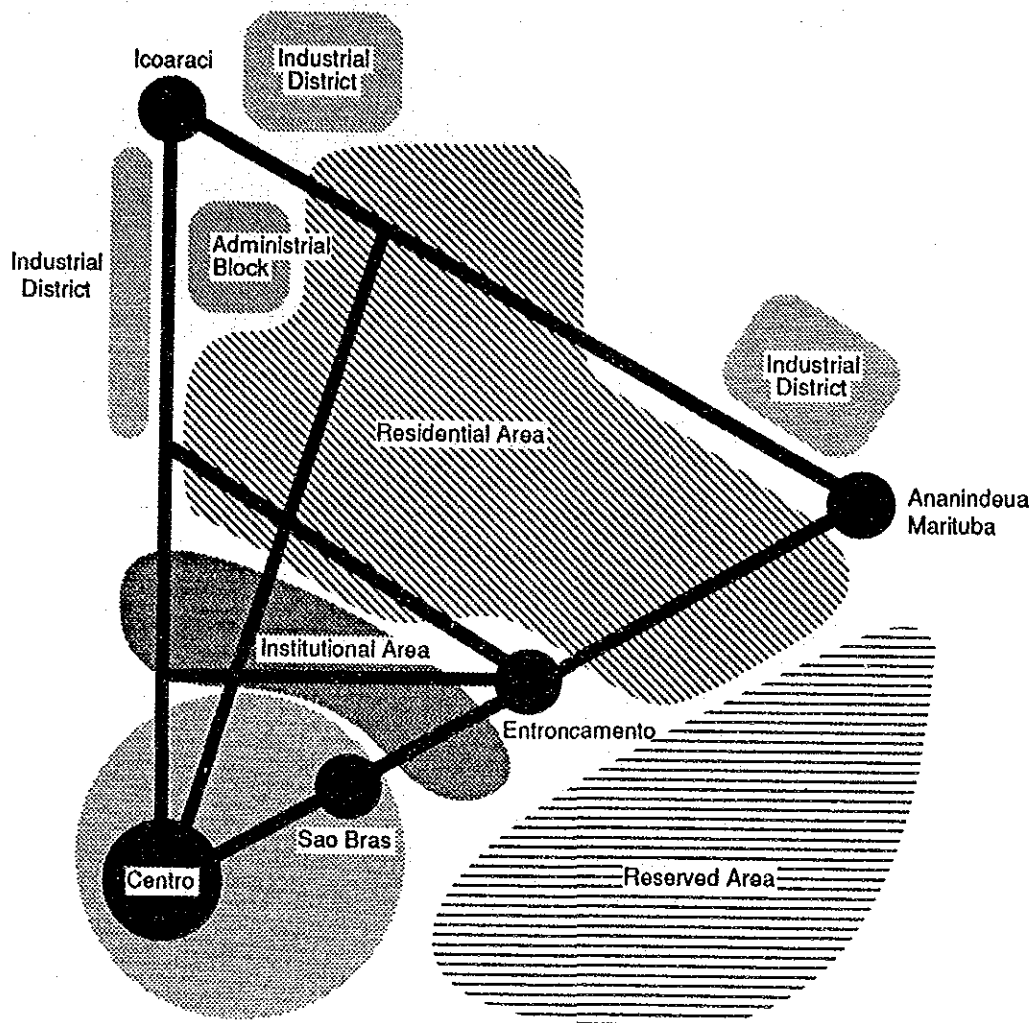 Icoaraci
Industrial
District
Industrial
District
Administrial
Block
Industrial
District
Residential Area
Ananindeua
Marituba
Institutional Area
Entroncamento
Sao Bras
Centro
Reserved Area